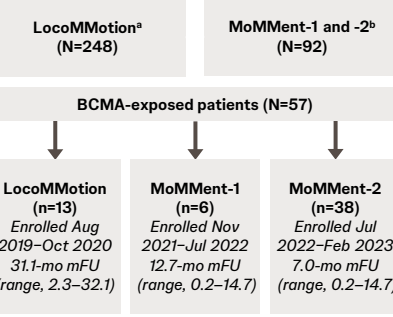 LocoMMotionᵃ
(N=248)
MoMMent-1 and -2ᵇ
(N=92)
BCMA-exposed patients (N=57)
LocoMMotion
(n=13)
Enrolled Aug
2019–Oct 2020
31.1-mo mFU
(range, 2.3–32.1)
MoMMent-1
(n=6)
Enrolled Nov
2021–Jul 2022
12.7-mo mFU
(range, 0.2–14.7)
MoMMent-2
(n=38)
Enrolled Jul
2022–Feb 2023
7.0-mo mFU
(range, 0.2–14.7